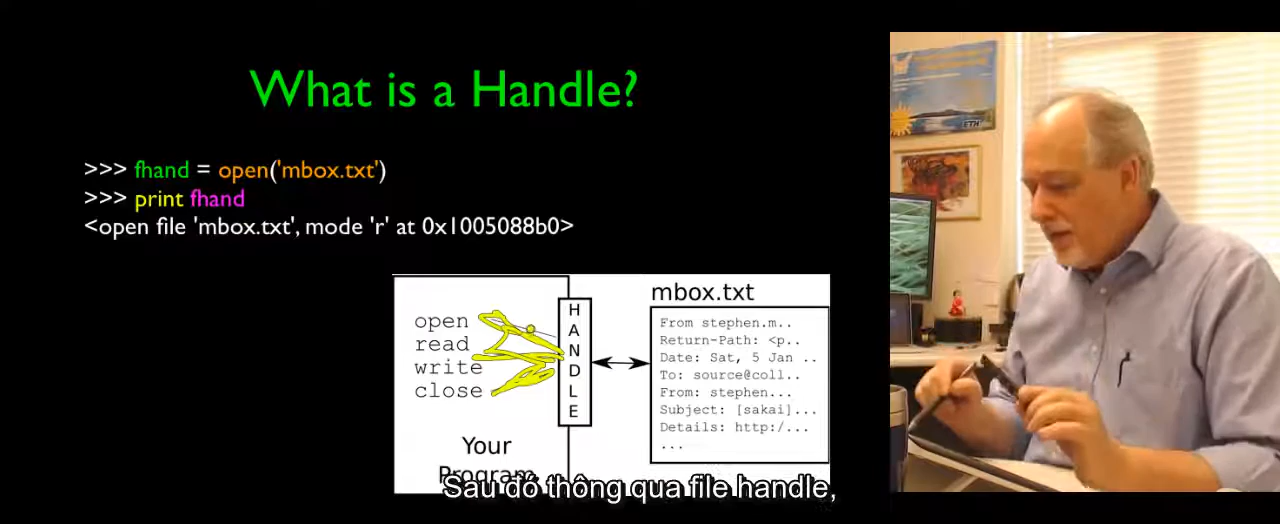 What is a Handle?
>>> fhand = open('mbox.txt')
>>> print fhand
<open file 'mbox.txt', mode 'r' at 0x1005088b0>
open
read
write
close
HANDLE
Your
Program
mbox.txt
From stephen.m..
Return-Path: <p..
Date: Sat, 5 Jan ..
To: source@coll..
From: stephen...
Subject: [sakai]...
Details: http:/...
...
Sau đó thông qua file handle,
ETH